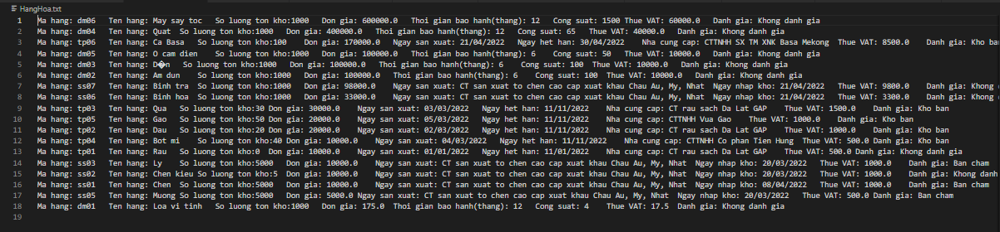 HangHoa.txt
1 Ma hang: dm06 Ten hang: May say toc So luong ton kho:1000 Don gia: 600000.0 Thoi gian bao hanh(thang): 12 Cong suat: 1500 Thue VAT: 60000.0 Danh gia: Khong danh gia
2 Ma hang: dm04 Ten hang: Quat So luong ton kho:1000 Don gia: 400000.0 Thoi gian bao hanh(thang): 12 Cong suat: 65 Thue VAT: 40000.0 Danh gia: Khong danh gia
3 Ma hang: tp06 Ten hang: Ca Basa So luong ton kho:100 Don gia: 170000.0 Ngay san xuat: 21/04/2022 Ngay het han: 30/04/2022 Nha cung cap: CTTNHH SX TM XNK Basa Mekong Thue VAT: 8500.0 Danh gia: Kho ba
4 Ma hang: dm05 Ten hang: O cam dien So luong ton kho:1000 Don gia: 100000.0 Thoi gian bao hanh(thang): 6 Cong suat: 50 Thue VAT: 10000.0 Danh gia: Khong danh gia
5 Ma hang: dm03 Ten hang: D�n So luong ton kho:1000 Don gia: 100000.0 Thoi gian bao hanh(thang): 6 Cong suat: 100 Thue VAT: 10000.0 Danh gia: Khong danh gia
6 Ma hang: dm02 Ten hang: Am dun So luong ton kho:1000 Don gia: 100000.0 Thoi gian bao hanh(thang): 6 Cong suat: 100 Thue VAT: 10000.0 Danh gia: Khong danh gia
7 Ma hang: ss07 Ten hang: Binh tra So luong ton kho:1000 Don gia: 98000.0 Ngay san xuat: CT san xuat to chen cao cap xuat khau Chau Au, My, Nhat Ngay nhap kho: 21/04/2022 Thue VAT: 9800.0 Danh gia: Khong
8 Ma hang: ss06 Ten hang: Binh hoa So luong ton kho:1000 Don gia: 33000.0 Ngay san xuat: CT san xuat to chen cao cap xuat khau Chau Au, My, Nhat Ngay nhap kho: 21/04/2022 Thue VAT: 3300.0 Danh gia: Khong
9 Ma hang: tp03 Ten hang: Qua So luong ton kho:30 Don gia: 30000.0 Ngay san xuat: 03/03/2022 Ngay het han: 11/11/2022 Nha cung cap: CT rau sach Da Lat GAP Thue VAT: 1500.0 Danh gia: Kho ban
10 Ma hang: tp05 Ten hang: Gao So luong ton kho:50 Don gia: 20000.0 Ngay san xuat: 05/03/2022 Ngay het han: 11/11/2022 Nha cung cap: CTTNHH Vua Gao Thue VAT: 1000.0 Danh gia: Kho ban
11 Ma hang: tp02 Ten hang: Dau So luong ton kho:20 Don gia: 20000.0 Ngay san xuat: 02/03/2022 Ngay het han: 11/11/2022 Nha cung cap: CT rau sach Da Lat GAP Thue VAT: 1000.0 Danh gia: Kho ban
12 Ma hang: tp04 Ten hang: Bot mi So luong ton kho:40 Don gia: 10000.0 Ngay san xuat: 04/03/2022 Ngay het han: 11/11/2022 Nha cung cap: CTTNHH Co phan Tien Hung Thue VAT: 500.0 Danh gia: Kho ban
13 Ma hang: tp01 Ten hang: Rau So luong ton kho:0 Don gia: 10000.0 Ngay san xuat: 01/01/2022 Ngay het han: 11/01/2022 Nha cung cap: CT rau sach Da Lat GAP Thue VAT: 500.0 Danh gia: Khong danh gia
14 Ma hang: ss03 Ten hang: Ly So luong ton kho:5000 Don gia: 10000.0 Ngay san xuat: CT san xuat to chen cao cap xuat khau Chau Au, My, Nhat Ngay nhap kho: 20/03/2022 Thue VAT: 1000.0 Danh gia: Ban cham
15 Ma hang: ss02 Ten hang: Chen kieu So luong ton kho:5 Don gia: 10000.0 Ngay san xuat: CT san xuat to chen cao cap xuat khau Chau Au, My, Nhat Ngay nhap kho: 20/03/2022 Thue VAT: 1000.0 Danh gia: Khong danh
16 Ma hang: ss01 Ten hang: Chen So luong ton kho:5000 Don gia: 10000.0 Ngay san xuat: CT san xuat to chen cao cap xuat khau Chau Au, My, Nhat Ngay nhap kho: 08/04/2022 Thue VAT: 1000.0 Danh gia: Ban cham
17 Ma hang: ss05 Ten hang: Muong So luong ton kho:5000 Don gia: 5000.0 Ngay san xuat: CT san xuat to chen cao cap xuat khau Chau Au, My, Nhat Ngay nhap kho: 20/03/2022 Thue VAT: 500.0 Danh gia: Ban cham
18 Ma hang: dm01 Ten hang: Loa vi tinh So luong ton kho:1000 Don gia: 175.0 Thoi gian bao hanh(thang): 12 Cong suat: 4 Thue VAT: 17.5 Danh gia: Khong danh gia
19